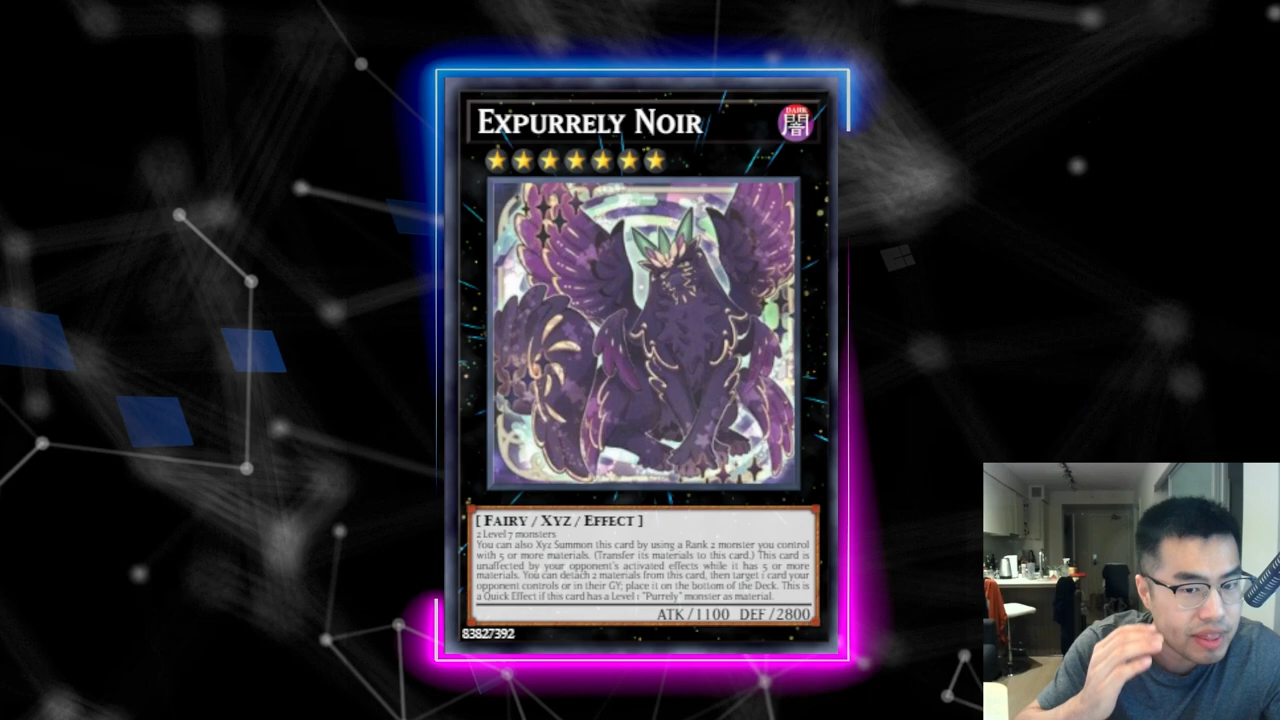 EXPURRELY NOIR
DARK
闇
[ FAIRY / XYZ / EFFECT ]
2 Level 7 monsters
You can also Xyz Summon this card by using a Rank 2 monster you control
with 5 or more materials. (Transfer its materials to this card.) This card is
unaffected by your opponent's activated effects while it has 5 or more
materials. You can detach 2 materials from this card, then target 1 card your
opponent controls or in their GY; place it on the bottom of the Deck. This is
a Quick Effect if this card has a Level 1 "Purrely" monster as material.
ATK/1100 DEF/2800
83827392